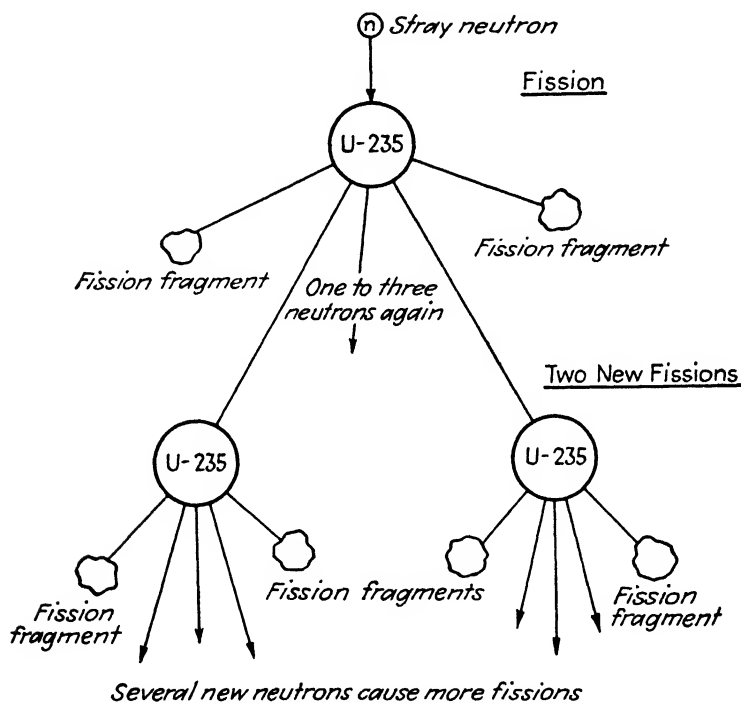 n Stray neutron
Fission
U-235
Fission fragment
Fission fragment
One to three
neutrons again
Two New Fissions
U-235
U-235
Fission
fragment
Fission fragments
Fission
fragment
Several new neutrons cause more fissions